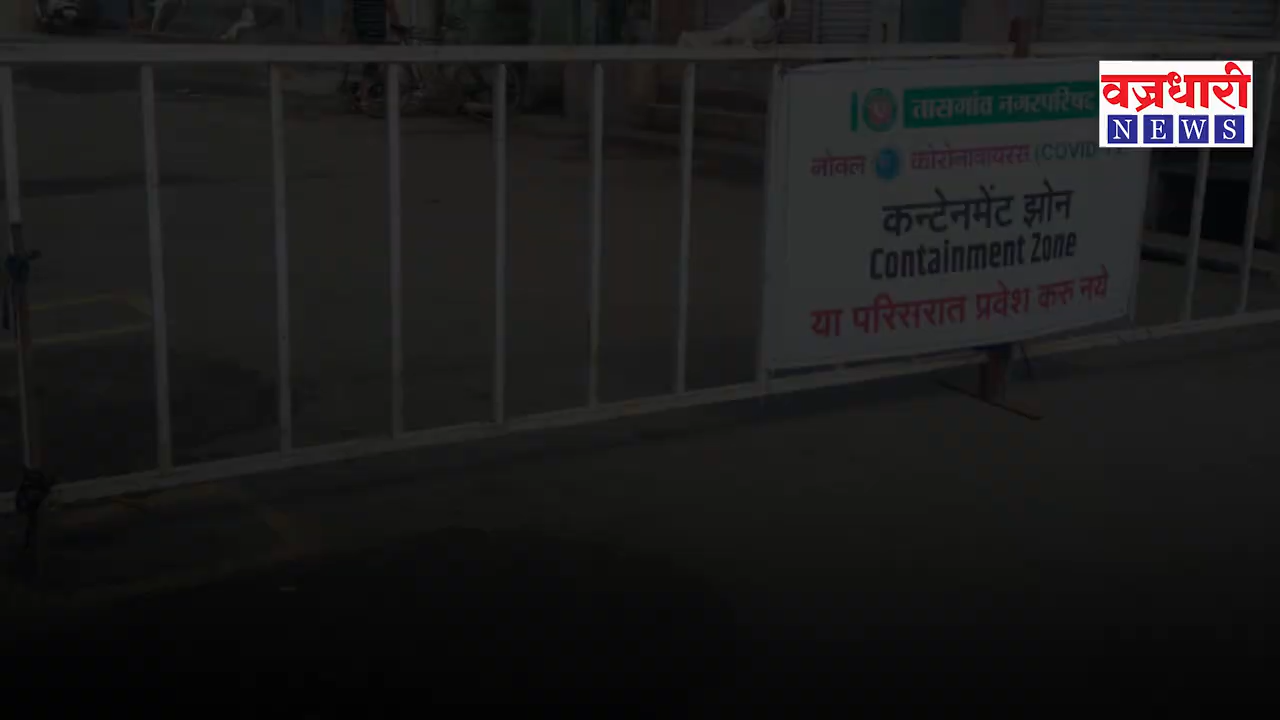 वज्रधारी
NEWS
तासगांव नगरपरिषद
नोवल कोरोनावायरस (COVID-
कन्टेनमेंट झोन
Containment Zone
या परिसरात प्रवेश करु नये